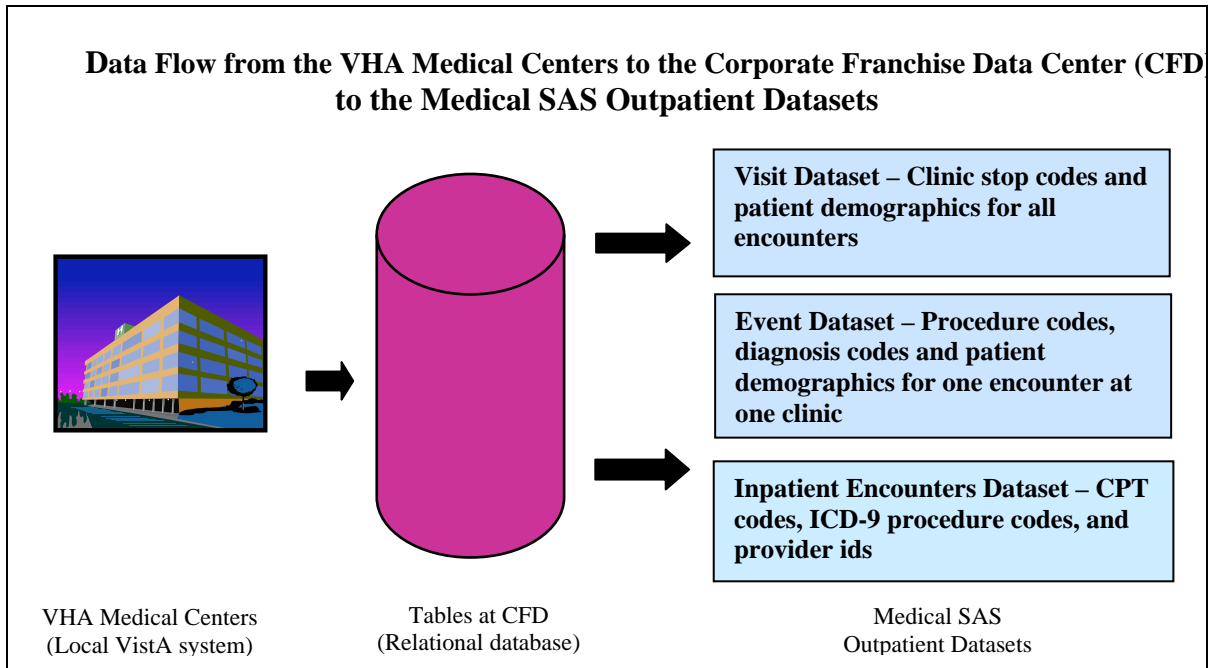 Data Flow from the VHA Medical Centers to the Corporate Franchise Data Center (CFD)
to the Medical SAS Outpatient Datasets
Visit Dataset – Clinic stop codes and
patient demographics for all
encounters
Event Dataset – Procedure codes,
diagnosis codes and patient
demographics for one encounter at
one clinic
Inpatient Encounters Dataset – CPT
codes, ICD-9 procedure codes, and
provider ids
VHA Medical Centers
(Local VistA system)
Tables at CFD
(Relational database)
Medical SAS
Outpatient Datasets